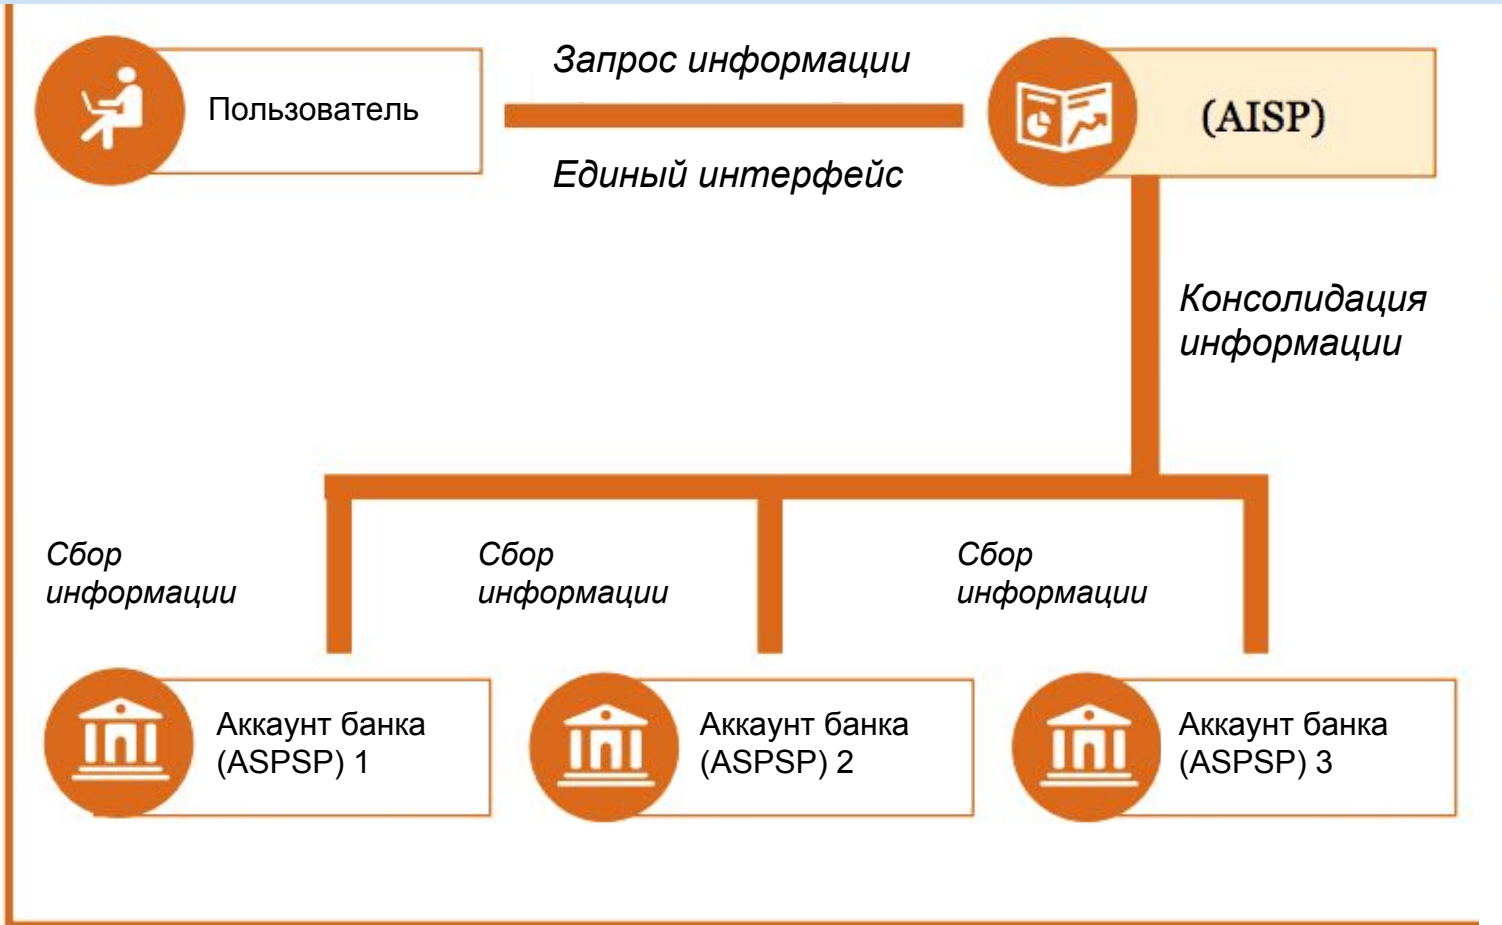 Запрос информации
Пользователь
(AISP)
Единый интерфейс
Консолидация
информации
Сбор
информации
Сбор
информации
Сбор
информации
Аккаунт банка
(ASPSP) 1
Аккаунт банка
(ASPSP) 2
Аккаунт банка
(ASPSP) 3